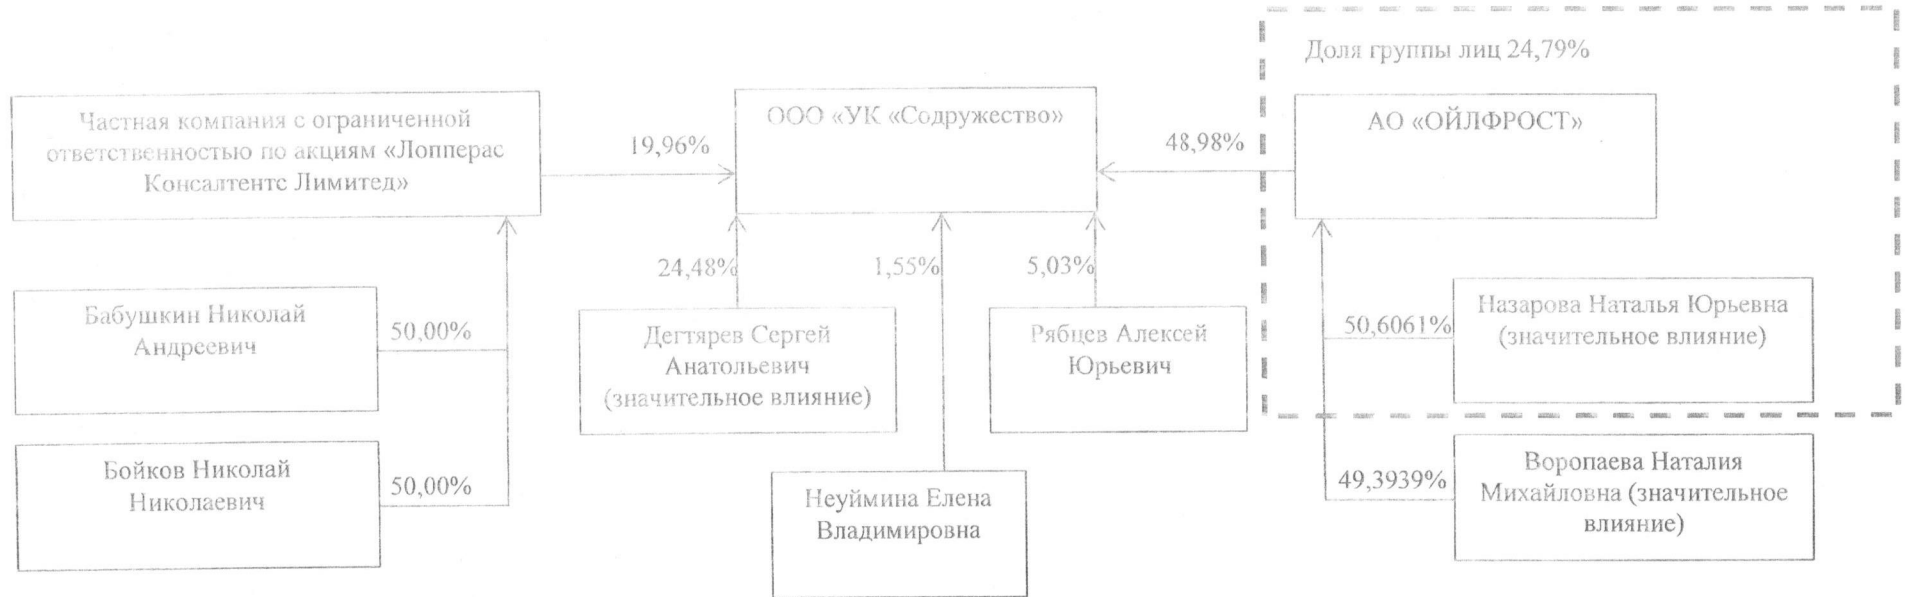 Доля группы лиц 24,79%
Частная компания с ограниченной
ответственностью по акциям «Лопперас
Консалтентс Лимитед»
19,96%
ООО «УК «Содружество»
48,98%
АО «ОЙЛФРОСТ»
24,48%
1,55%
5,03%
Бабушкин Николай
Андреевич
50,00%
Дегтярев Сергей
Анатольевич
(значительное влияние)
Рябцев Алексей
Юрьевич
50,6061%
Назарова Наталья Юрьевна
(значительное влияние)
Бойков Николай
Николаевич
50,00%
Неуймина Елена
Владимировна
49,3939%
Воропаева Наталия
Михайловна (значительное
влияние)